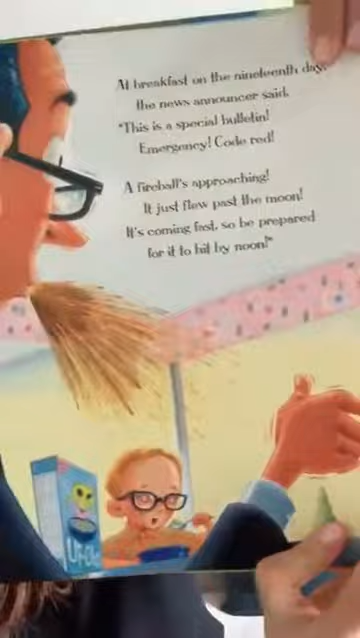 At breakfast on the nineteenth day,
the news announcer said,
"This is a special bulletin!
Emergency! Code red!
A fireball's approaching!
It just flew past the moon!
It's coming fast, so be prepared
for it to hit by noon!"